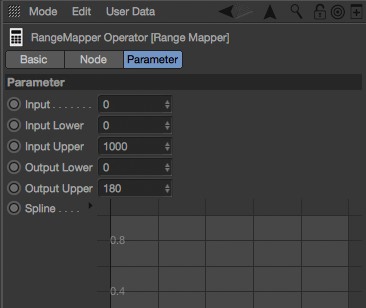 Mode Edit User Data
RangeMapper Operator [Range Mapper]
Basic Node Parameter
Parameter
Input . . . . . . . 0
Input Lower 0
Input Upper 1000
Output Lower 0
Output Upper 180
Spline . . . .
0.8
0.4